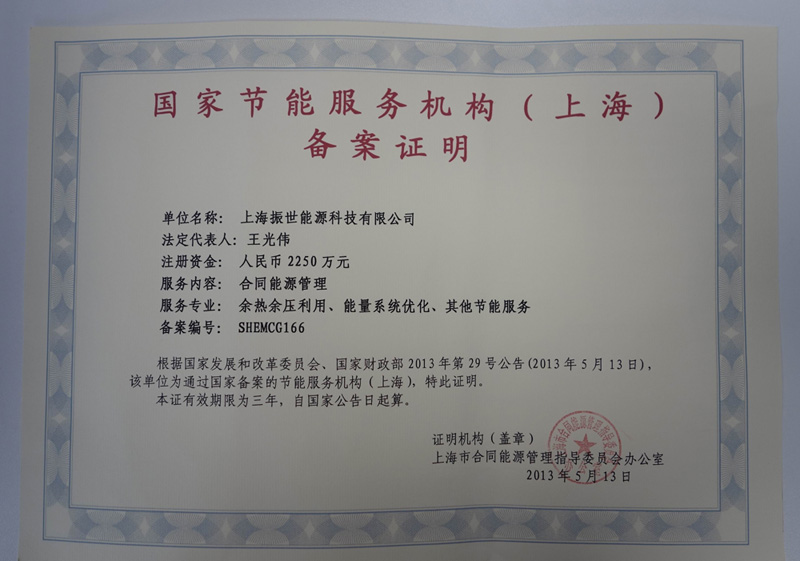 国家节能服务机构（上海）
备案证明
单位名称： 上海振世能源科技有限公司
法定代表人：王光伟
注册资金： 人民币 2250 万元
服务内容： 合同能源管理
服务专业： 余热余压利用、能量系统优化、其他节能服务
备案编号： SHEMCG166
根据国家发展和改革委员会、国家财政部 2013 年第 29 号公告(2013 年 5 月 13 日)，
该单位为通过国家备案的节能服务机构（上海），特此证明。
本证有效期限为三年，自国家公告日起算。
证明机构（盖章）
上海市合同能源管理指导委员会办公室
2013 年 5 月 13 日